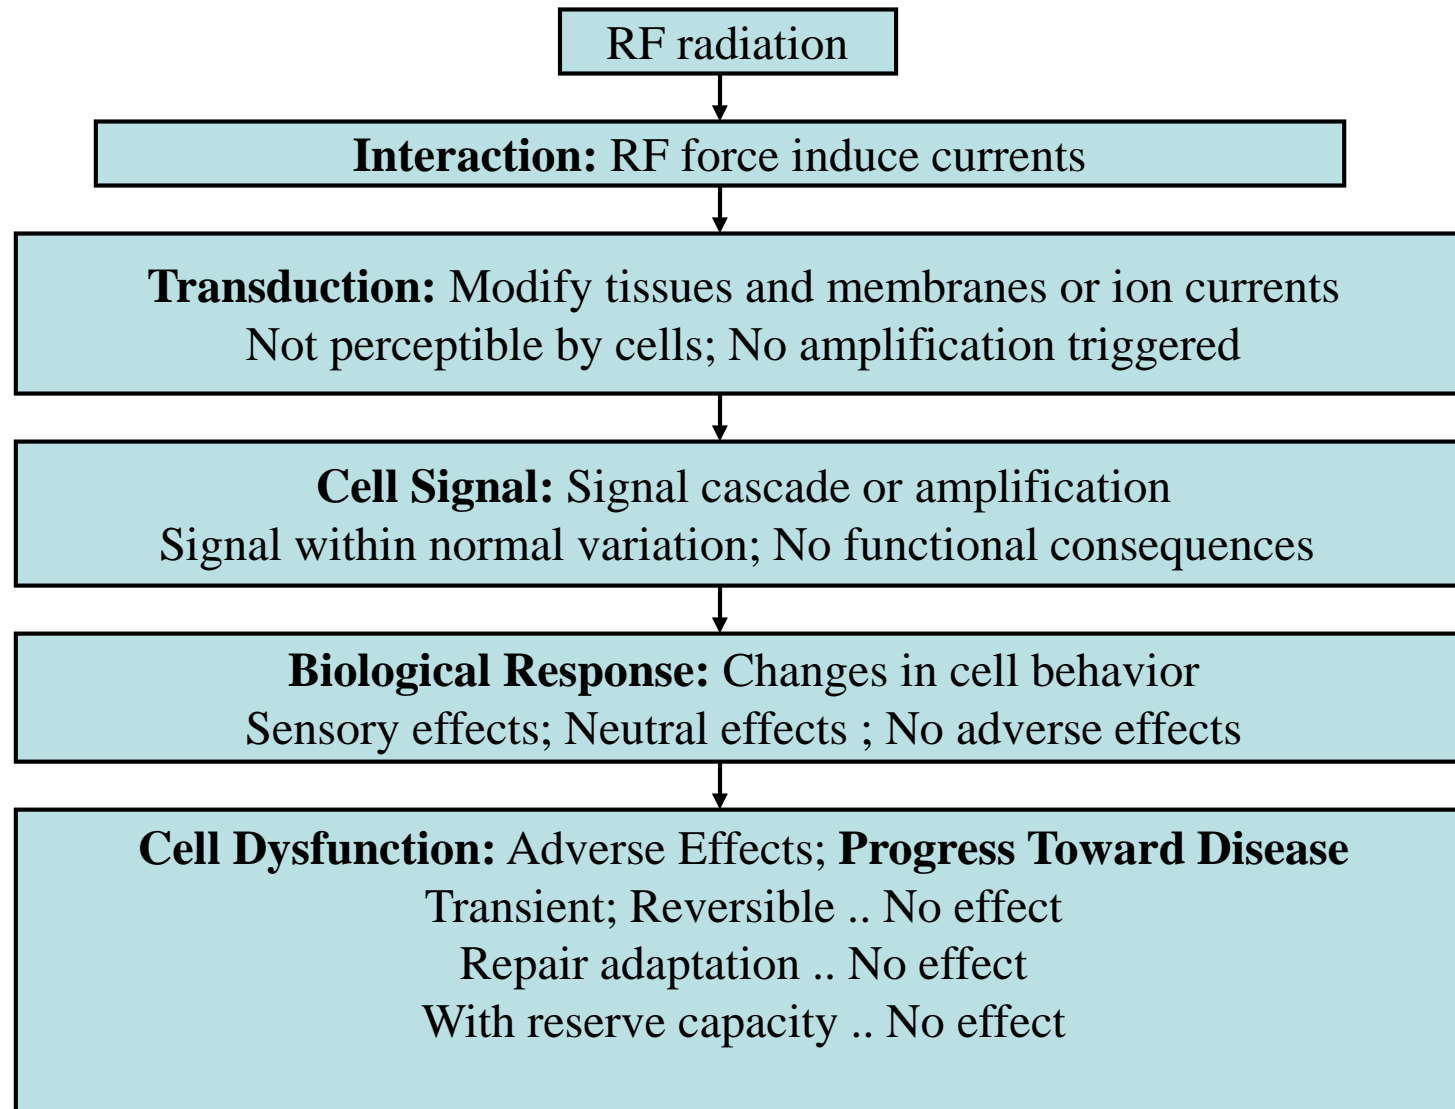 RF radiation
Interaction: RF force induce currents
Transduction: Modify tissues and membranes or ion currents
Not perceptible by cells; No amplification triggered
Cell Signal: Signal cascade or amplification
Signal within normal variation; No functional consequences
Biological Response: Changes in cell behavior
Sensory effects; Neutral effects ; No adverse effects
Cell Dysfunction: Adverse Effects; Progress Toward Disease
Transient; Reversible .. No effect
Repair adaptation .. No effect
With reserve capacity .. No effect